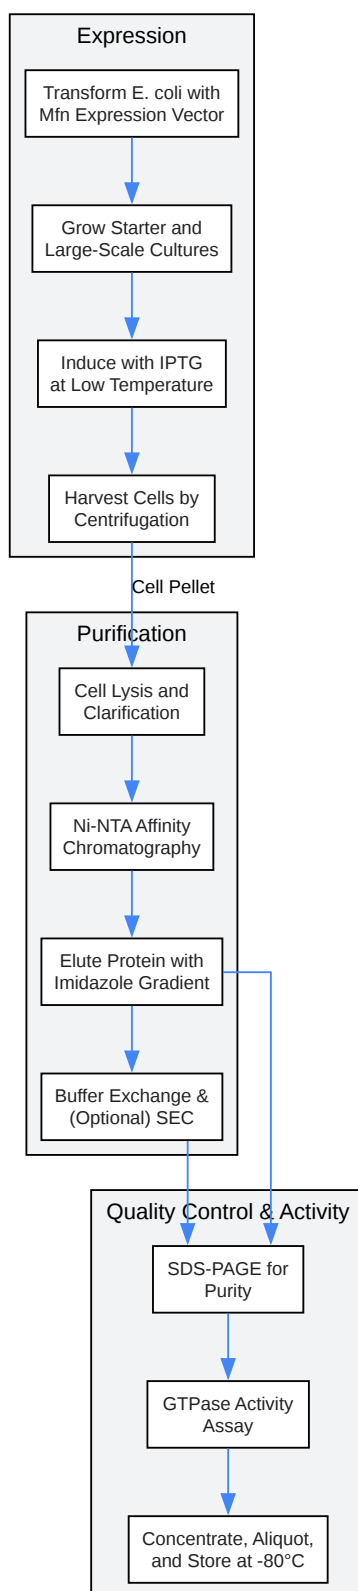 Expression
Transform E. coli with
Mfn Expression Vector
Grow Starter and
Large-Scale Cultures
Induce with IPTG
at Low Temperature
Harvest Cells by
Centrifugation
Cell Pellet
Purification
Cell Lysis and
Clarification
Ni-NTA Affinity
Chromatography
Elute Protein with
Imidazole Gradient
Buffer Exchange &
(Optional) SEC
Quality Control & Activity
SDS-PAGE for
Purity
GTPase Activity
Assay
Concentrate, Aliquot,
and Store at -80°C